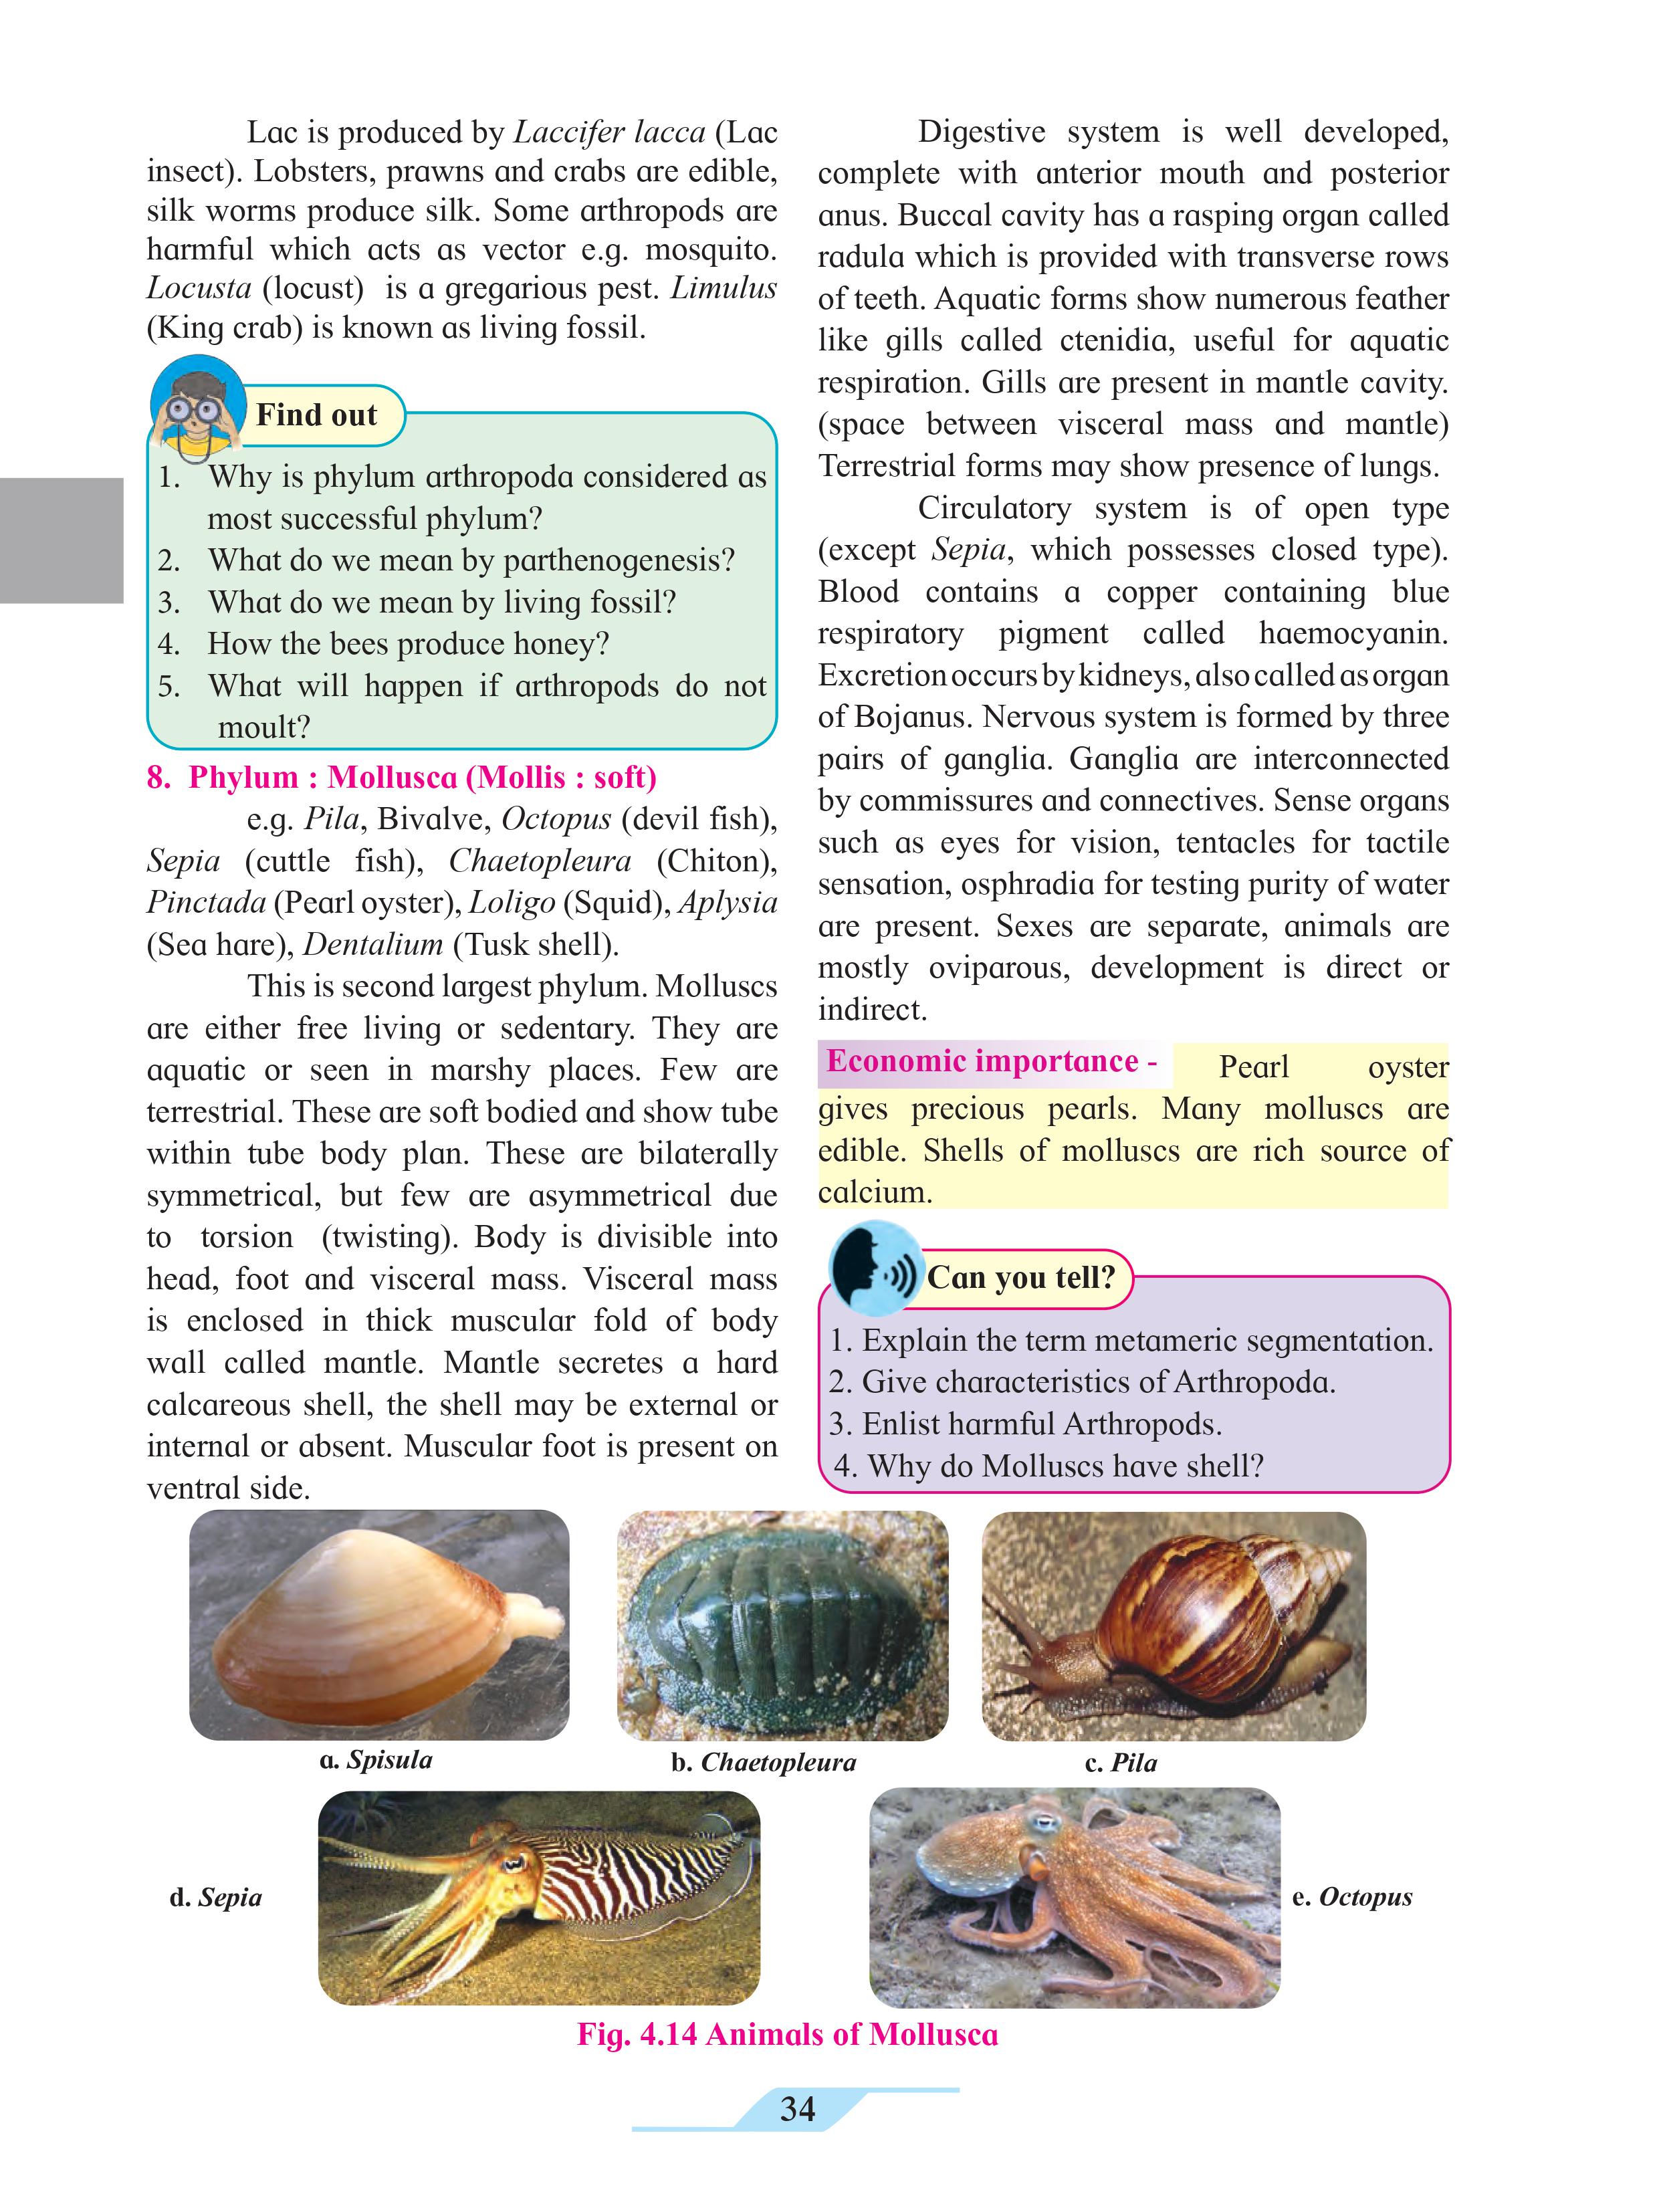 Lac is produced by Laccifer lacca (Lac
insect). Lobsters, prawns and crabs are edible,
silk worms produce silk. Some arthropods are
harmful which acts as vector e.g. mosquito.
Locusta (locust) is a gregarious pest. Limulus
(King crab) is known as living fossil.
Find out
1. Why is phylum arthropoda considered as
most successful phylum?
2. What do we mean by parthenogenesis?
3. What do we mean by living fossil?
4. How the bees produce honey?
5. What will happen if arthropods do not
moult?
8. Phylum : Mollusca (Mollis : soft)
e.g. Pila, Bivalve, Octopus (devil fish),
Sepia (cuttle fish), Chaetopleura (Chiton),
Pinctada (Pearl oyster), Loligo (Squid), Aplysia
(Sea hare), Dentalium (Tusk shell).
This is second largest phylum. Molluscs
are either free living or sedentary. They are
aquatic or seen in marshy places. Few are
terrestrial. These are soft bodied and show tube
within tube body plan. These are bilaterally
symmetrical, but few are asymmetrical due
to torsion (twisting). Body is divisible into
head, foot and visceral mass. Visceral mass
is enclosed in thick muscular fold of body
wall called mantle. Mantle secretes a hard
calcareous shell, the shell may be external or
internal or absent. Muscular foot is present on
ventral side.
Digestive system is well developed,
complete with anterior mouth and posterior
anus. Buccal cavity has a rasping organ called
radula which is provided with transverse rows
of teeth. Aquatic forms show numerous feather
like gills called ctenidia, useful for aquatic
respiration. Gills are present in mantle cavity.
(space between visceral mass and mantle)
Terrestrial forms may show presence of lungs.
Circulatory system is of open type
(except Sepia, which possesses closed type).
Blood contains a copper containing blue
respiratory pigment called haemocyanin.
Excretion occurs by kidneys, also called as organ
of Bojanus. Nervous system is formed by three
pairs of ganglia. Ganglia are interconnected
by commissures and connectives. Sense organs
such as eyes for vision, tentacles for tactile
sensation, osphradia for testing purity of water
are present. Sexes are separate, animals are
mostly oviparous, development is direct or
indirect.
Economic importance - Pearl oyster
gives precious pearls. Many molluscs are
edible. Shells of molluscs are rich source of
calcium.
Can you tell?
1. Explain the term metameric segmentation.
2. Give characteristics of Arthropoda.
3. Enlist harmful Arthropods.
4. Why do Molluscs have shell?
a. Spisula
b. Chaetopleura
c. Pila
d. Sepia
e. Octopus
Fig. 4.14 Animals of Mollusca
34